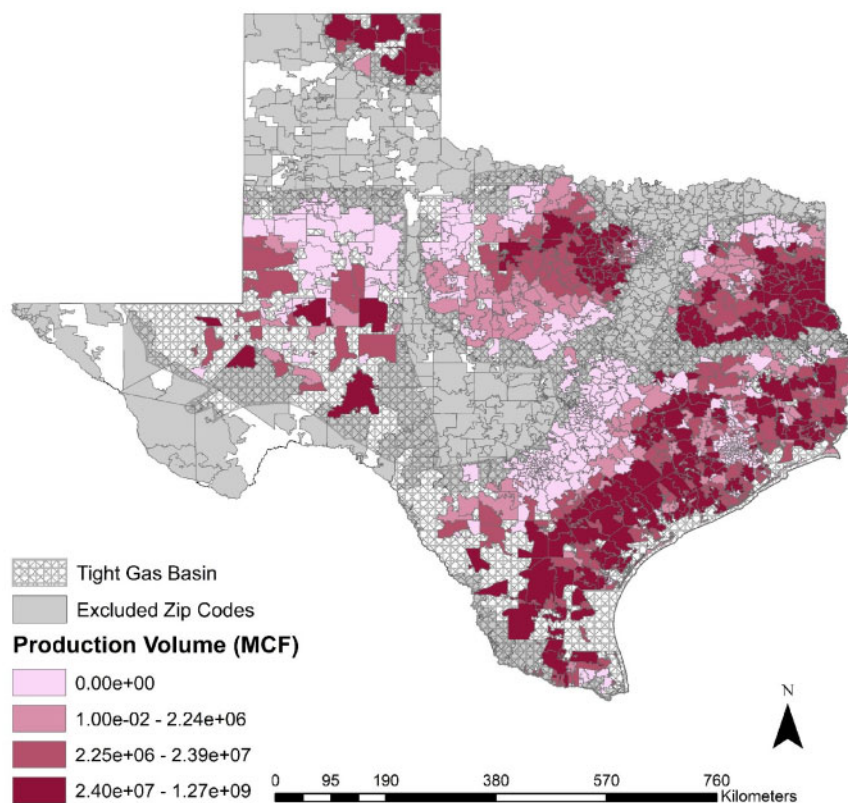 Tight Gas Basin
Excluded Zip Codes
Production Volume (MCF)
0.00e+00
1.00e-02 - 2.24e+06
2.25e+06 - 2.39e+07
2.40e+07 - 1.27e+09
N
0 95 190 380 570 760
Kilometers